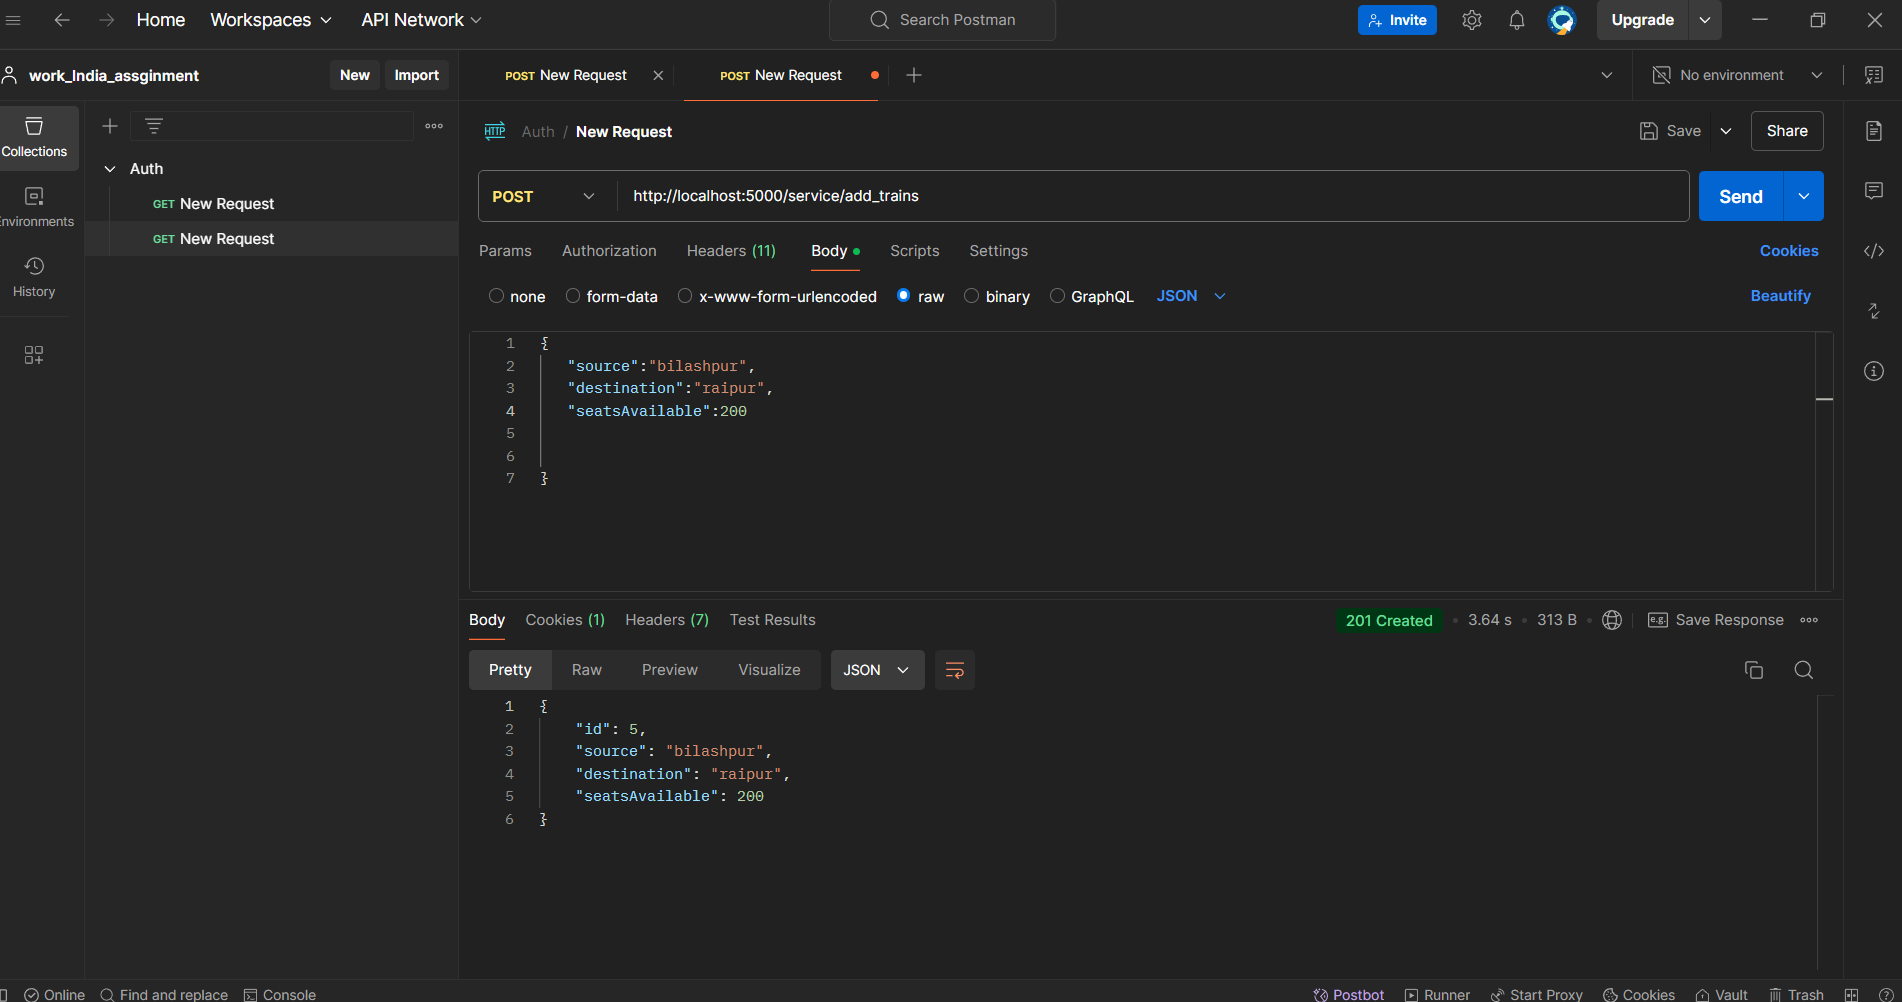 Home Workspaces API Network Search Postman Invite Upgrade
work_India_assginment New Import POST New Request POST New Request No environment
Collections
Auth / New Request Save Share
Auth
GET New Request
GET New Request
nvironments
History
POST http://localhost:5000/service/add_trains Send
Params Authorization Headers (11) Body Scripts Settings Cookies
none form-data x-www-form-urlencoded raw binary GraphQL JSON Beautify
1 {
2 "source":"bilashpur",
3 "destination":"raipur",
4 "seatsAvailable":200
5
6
7 }
Body Cookies (1) Headers (7) Test Results 201 Created 3.64 s 313 B e.g. Save Response
Pretty Raw Preview Visualize JSON
1 {
2 "id": 5,
3 "source": "bilashpur",
4 "destination": "raipur",
5 "seatsAvailable": 200
6 }
Online Find and replace Console Postbot Runner Start Proxy Cookies Vault Trash